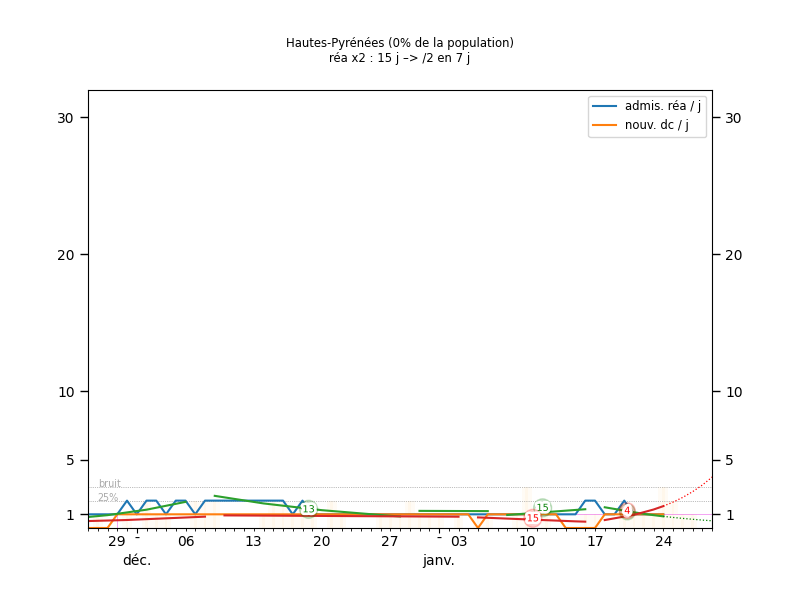 Hautes-Pyrénées (0% de la population)
réa x2 : 15 j –> /2 en 7 j
admis. réa / j
nouv. dc / j
30 30
20 20
10 10
5 5
bruit
25%
13 15 15 4
1 1
29 - 06 13 20 27 - 03 10 17 24
déc. janv.